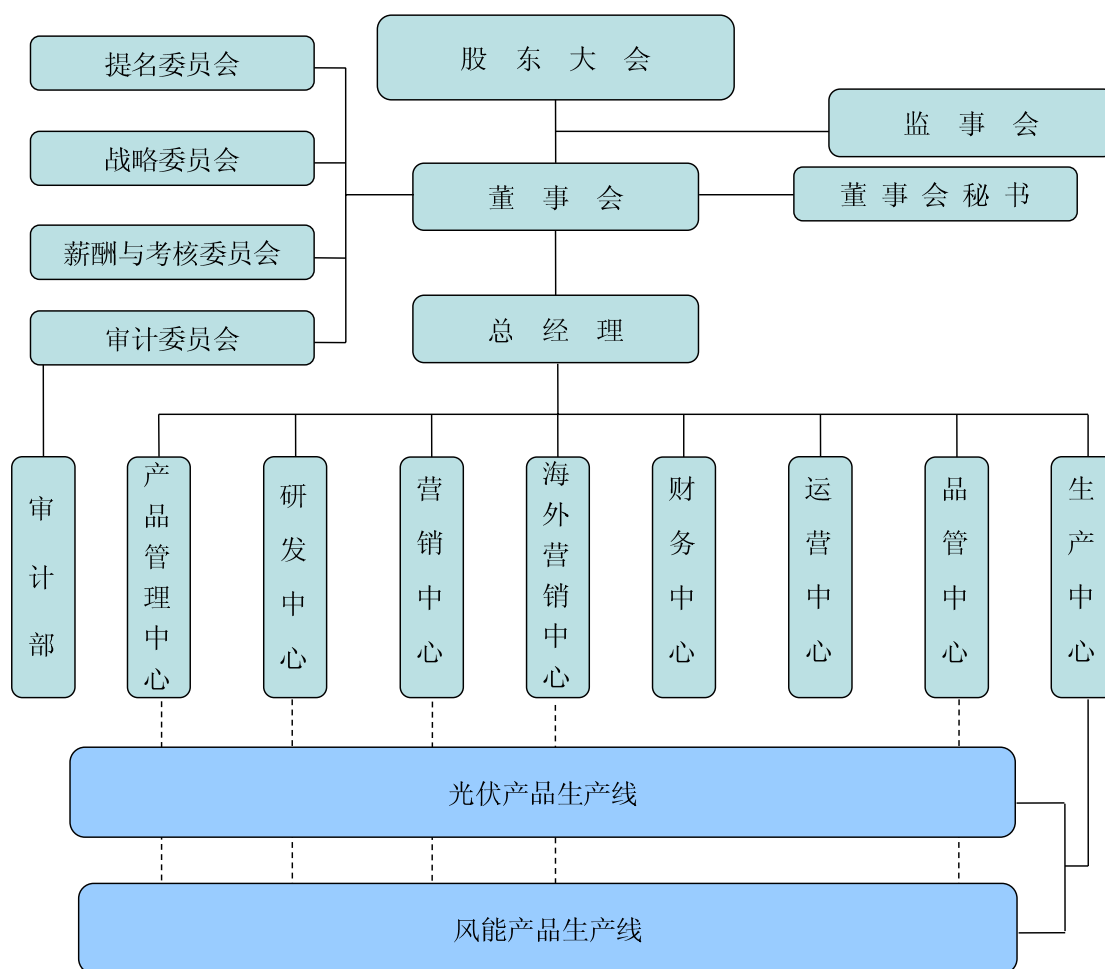 股 东 大 会
提名委员会
监 事 会
战略委员会
董 事 会
董 事 会 秘 书
薪酬与考核委员会
总 经 理
审计委员会
审计部
产品管理中心
研发中心
营销中心
海外营销中心
财务中心
运营中心
品管中心
生产中心
光伏产品生产线
风能产品生产线